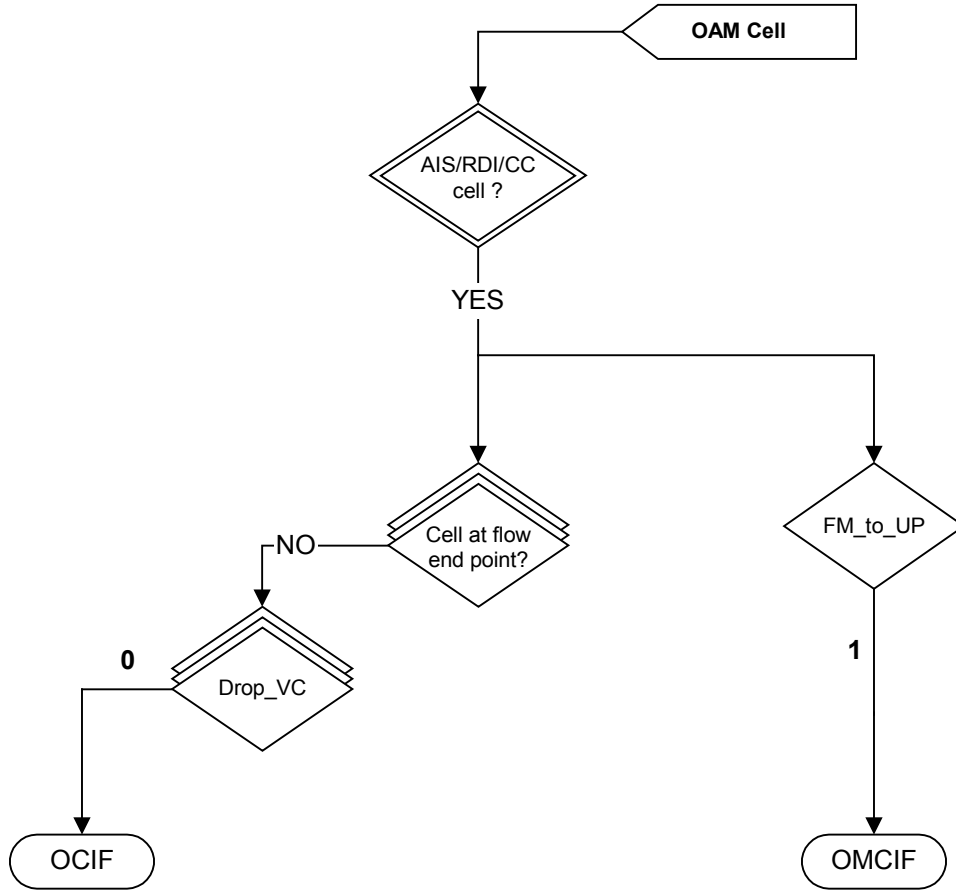 OAM Cell
AIS/RDI/CC
cell ?
YES
Cell at flow
end point?
FM_to_UP
NO
0
Drop_VC
1
OCIF
OMCIF